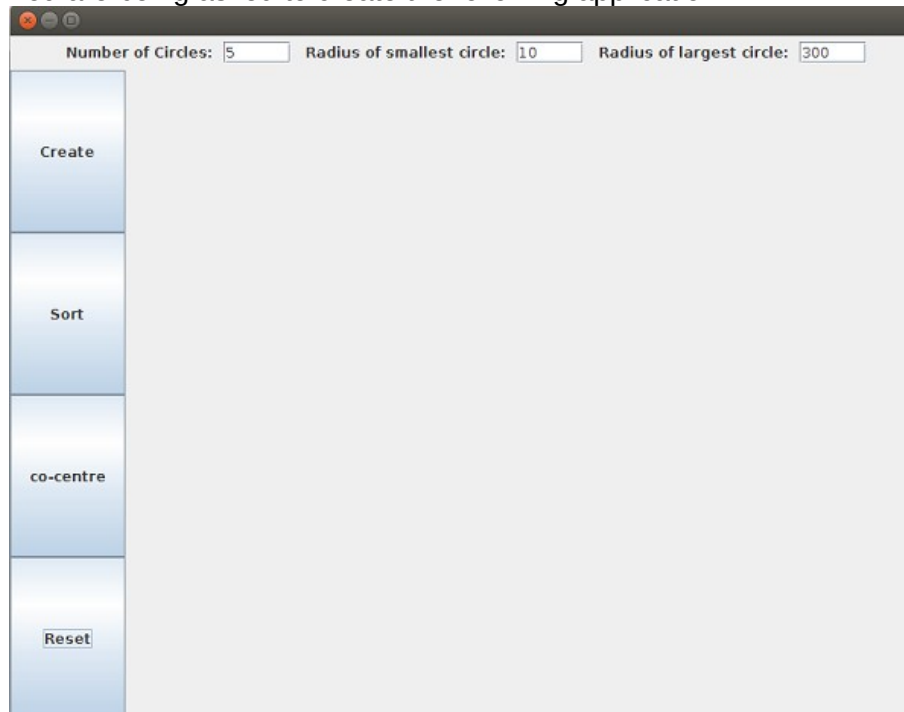 Number of Circles: 5 Radius of smallest circle: 10 Radius of largest circle: 300
Create
Sort
co-centre
Reset